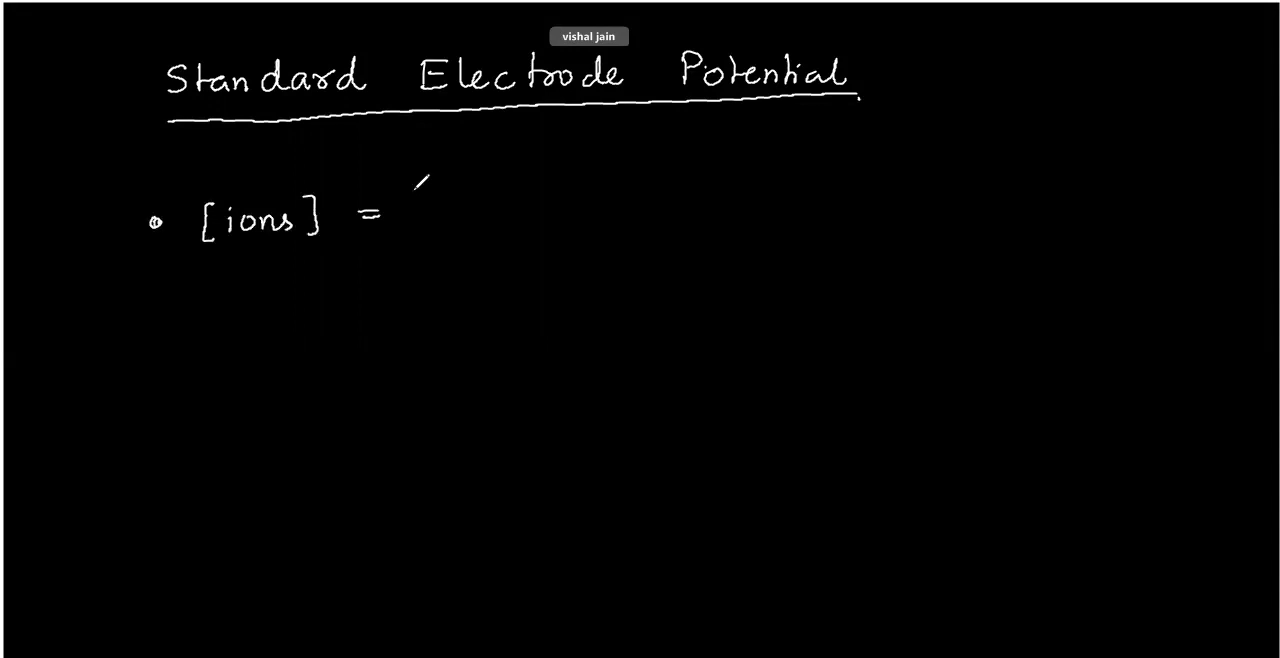 vishal jain
Standard Electrode Potential.
• [ions] =